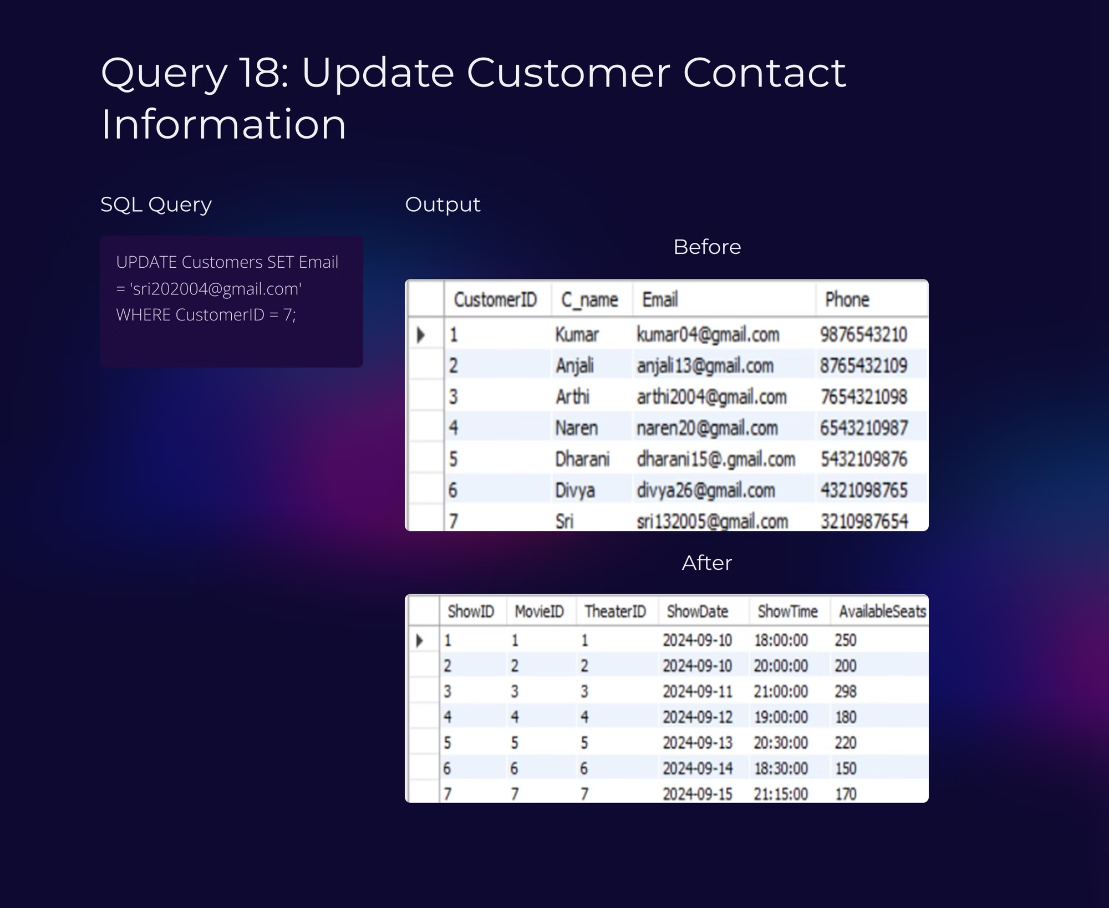 Query 18: Update Customer Contact
Information
SQL Query
UPDATE Customers SET Email
= 'sri202004@gmail.com'
WHERE CustomerID = 7;
Output
Before
CustomerID C_name Email Phone
1 Kumar kumar04@gmail.com 9876543210
2 Anjali anjali13@gmail.com 8765432109
3 Arthi arthi2004@gmail.com 7654321098
4 Naren naren20@gmail.com 6543210987
5 Dharani dharani15@.gmail.com 5432109876
6 Divya divya26@gmail.com 4321098765
7 Sri sri132005@gmail.com 3210987654
After
ShowID MovieID TheaterID ShowDate ShowTime AvailableSeats
1 1 1 2024-09-10 18:00:00 250
2 2 2 2024-09-10 20:00:00 200
3 3 3 2024-09-11 21:00:00 298
4 4 4 2024-09-12 19:00:00 180
5 5 5 2024-09-13 20:30:00 220
6 6 6 2024-09-14 18:30:00 150
7 7 7 2024-09-15 21:15:00 170